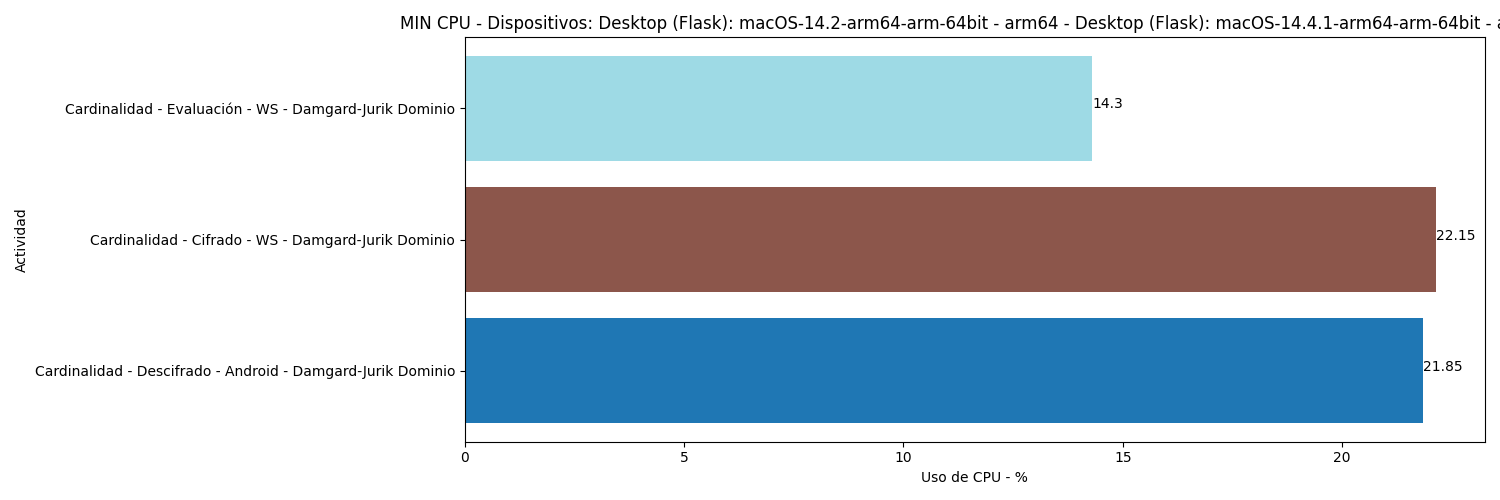 MIN CPU - Dispositivos: Desktop (Flask): macOS-14.2-arm64-arm-64bit - arm64 - Desktop (Flask): macOS-14.4.1-arm64-arm-64bit -
Cardinalidad - Evaluación - WS - Damgard-Jurik Dominio
14.3
Cardinalidad - Cifrado - WS - Damgard-Jurik Dominio
22.15
Cardinalidad - Descifrado - Android - Damgard-Jurik Dominio
21.85
Actividad
0 5 10 15 20
Uso de CPU - %